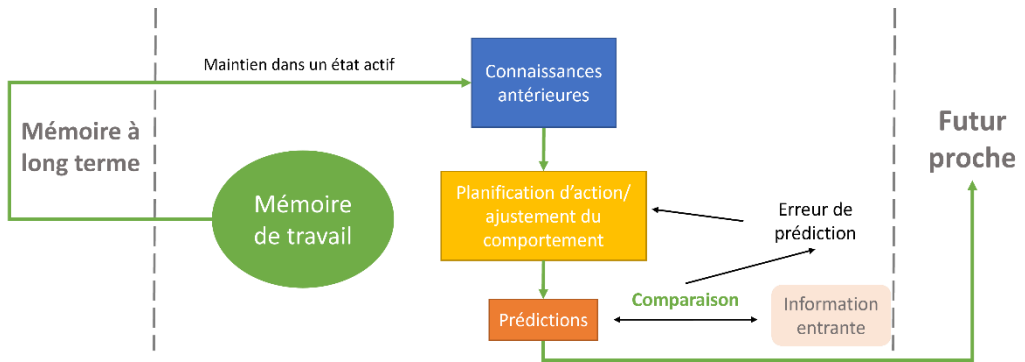 Maintien dans un état actif
Connaissances
antérieures
Mémoire à
long terme
Futur
proche
Mémoire
de travail
Planification d'action/
ajustement du
comportement
Erreur de
prédiction
Comparaison
Prédictions
Information
entrante